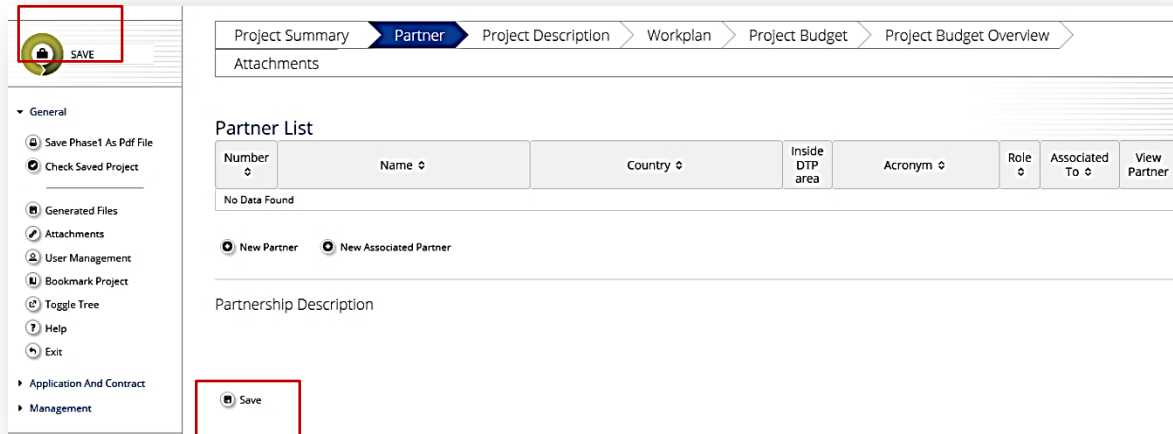 SAVE
General
Save Phase1 As Pdf File
Check Saved Project
Generated Files
Attachments
User Management
Bookmark Project
Toggle Tree
Help
Exit
Application And Contract
Management
Project Summary Partner Project Description Workplan Project Budget Project Budget Overview
Attachments
Partner List
Number Name Country Inside DTP area Acronym Role Associated To View Partner
No Data Found
New Partner New Associated Partner
Partnership Description
Save